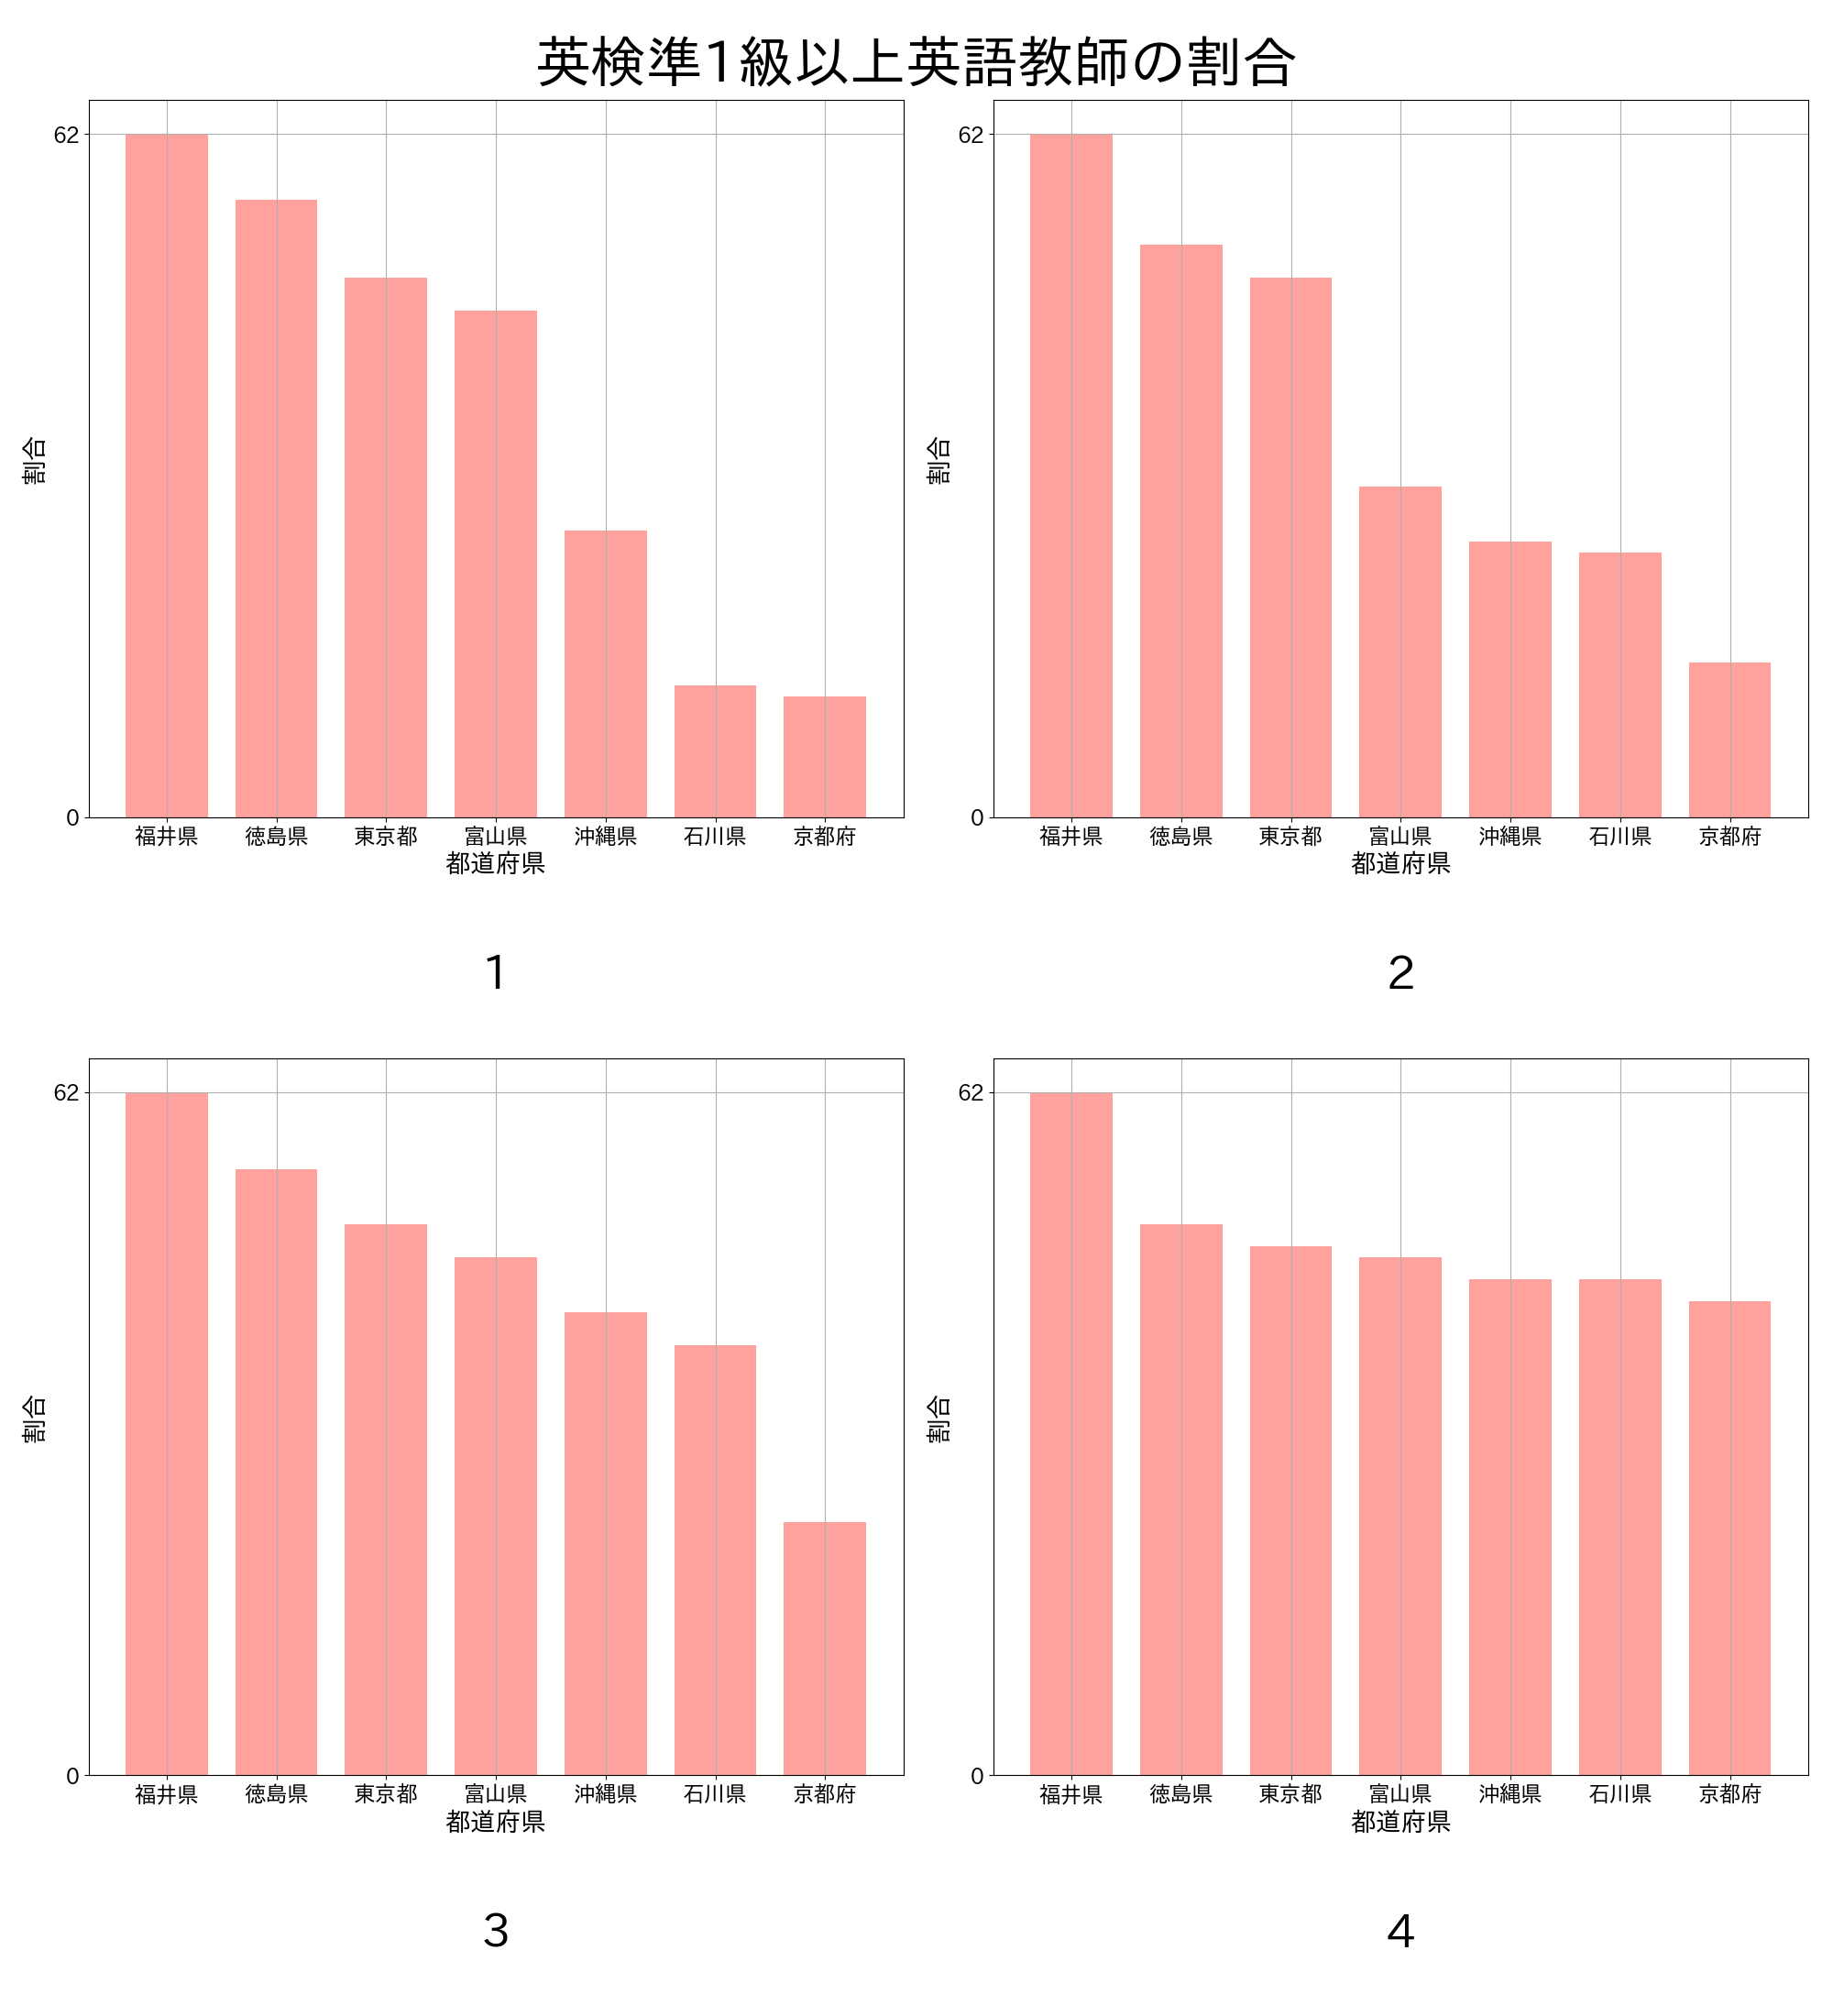 英検準1級以上英語教師の割合
62
0
割合
福井県 徳島県 東京都 富山県 沖縄県 石川県 京都府
都道府県
1
62
0
割合
福井県 徳島県 東京都 富山県 沖縄県 石川県 京都府
都道府県
2
62
0
割合
福井県 徳島県 東京都 富山県 沖縄県 石川県 京都府
都道府県
3
62
0
割合
福井県 徳島県 東京都 富山県 沖縄県 石川県 京都府
都道府県
4